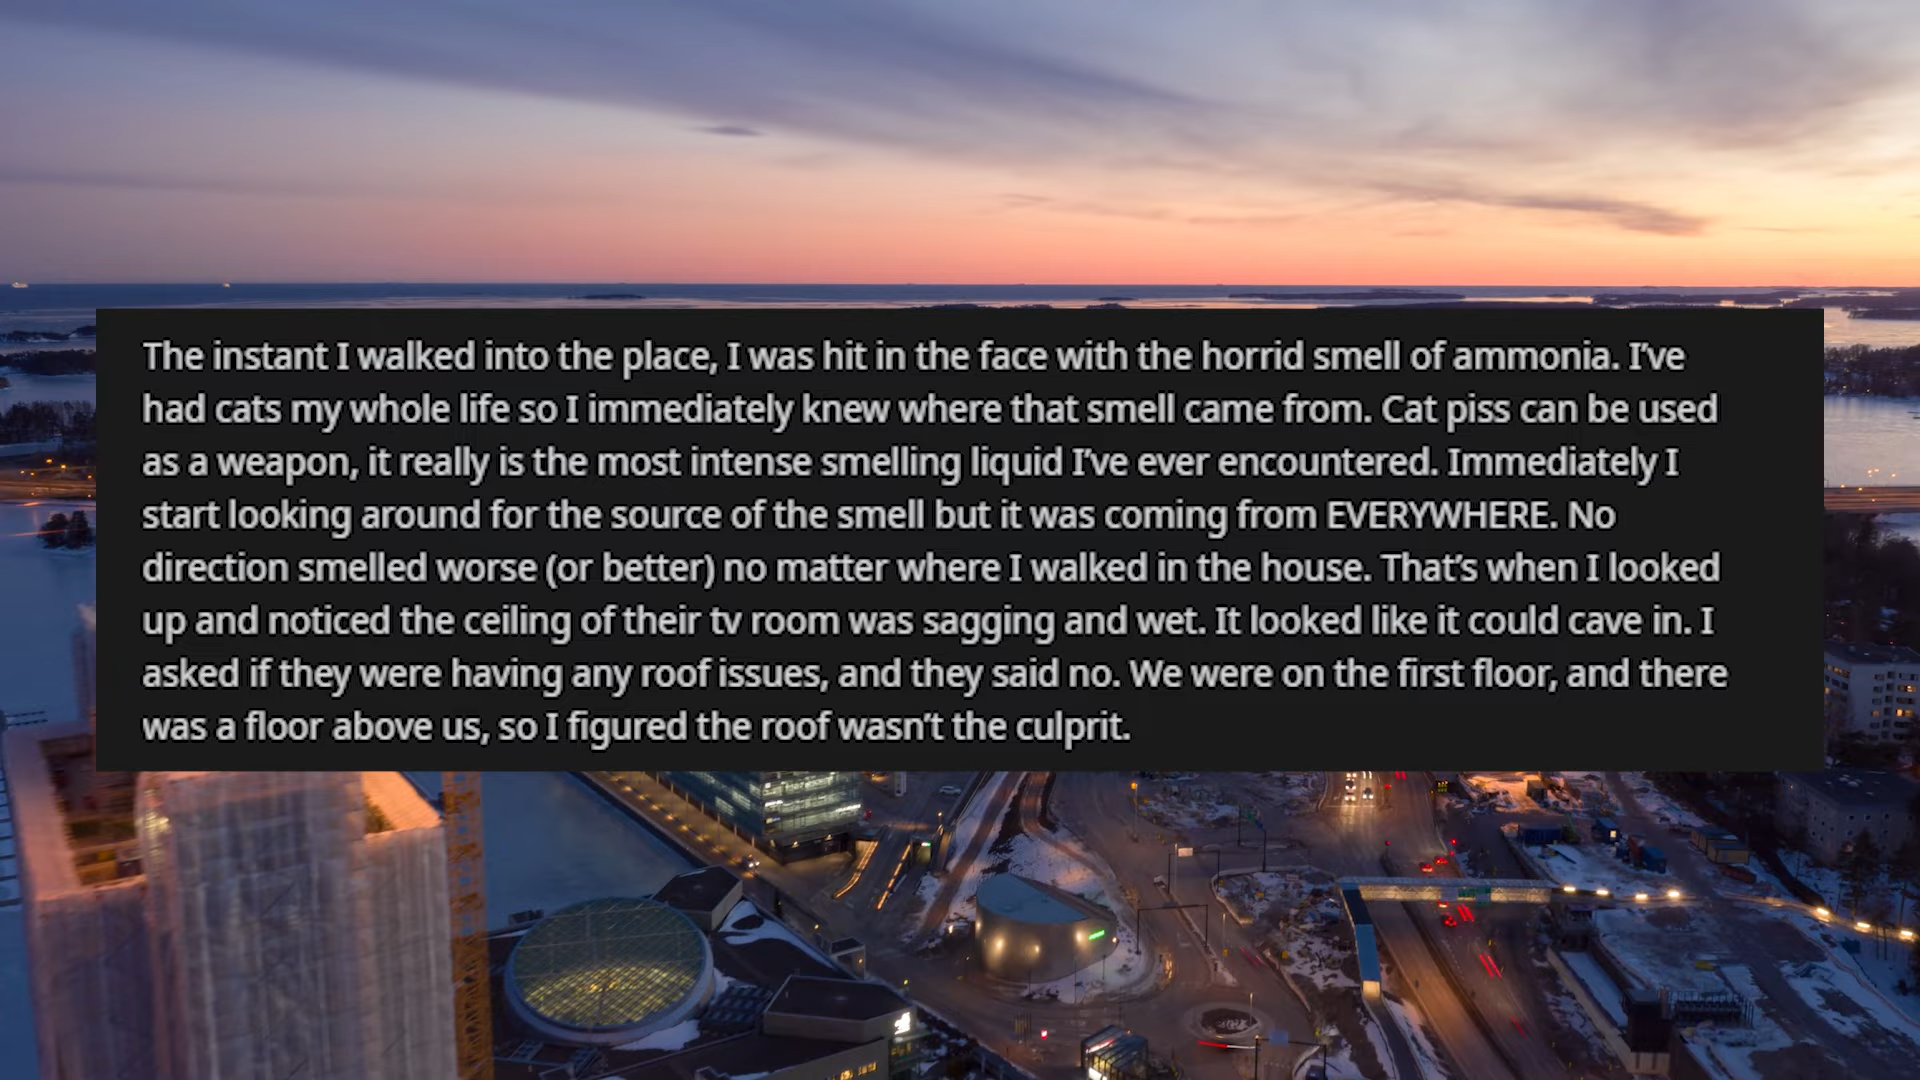 The instant I walked into the place, I was hit in the face with the horrid smell of ammonia. I’ve
had cats my whole life so I immediately knew where that smell came from. Cat piss can be used
as a weapon, it really is the most intense smelling liquid I’ve ever encountered. Immediately I
start looking around for the source of the smell but it was coming from EVERYWHERE. No
direction smelled worse (or better) no matter where I walked in the house. That’s when I looked
up and noticed the ceiling of their tv room was sagging and wet. It looked like it could cave in. I
asked if they were having any roof issues, and they said no. We were on the first floor, and there
was a floor above us, so I figured the roof wasn’t the culprit.